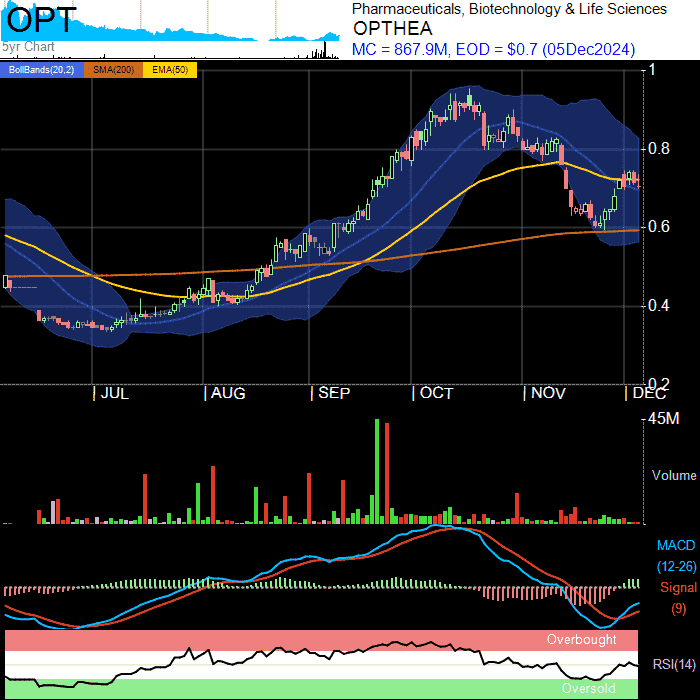 OPT
5yr Chart
Pharmaceuticals, Biotechnology & Life Sciences
OPTHEA
MC = 867.9M, EOD = $0.7 (05Dec2024)
BollBands(20,2) SMA(200) EMA(50)
1
0.8
0.6
0.4
0.2
JUL AUG SEP OCT NOV DEC
45M
Volume
MACD
(12-26)
Signal
(9)
Overbought
RSI(14)
Oversold